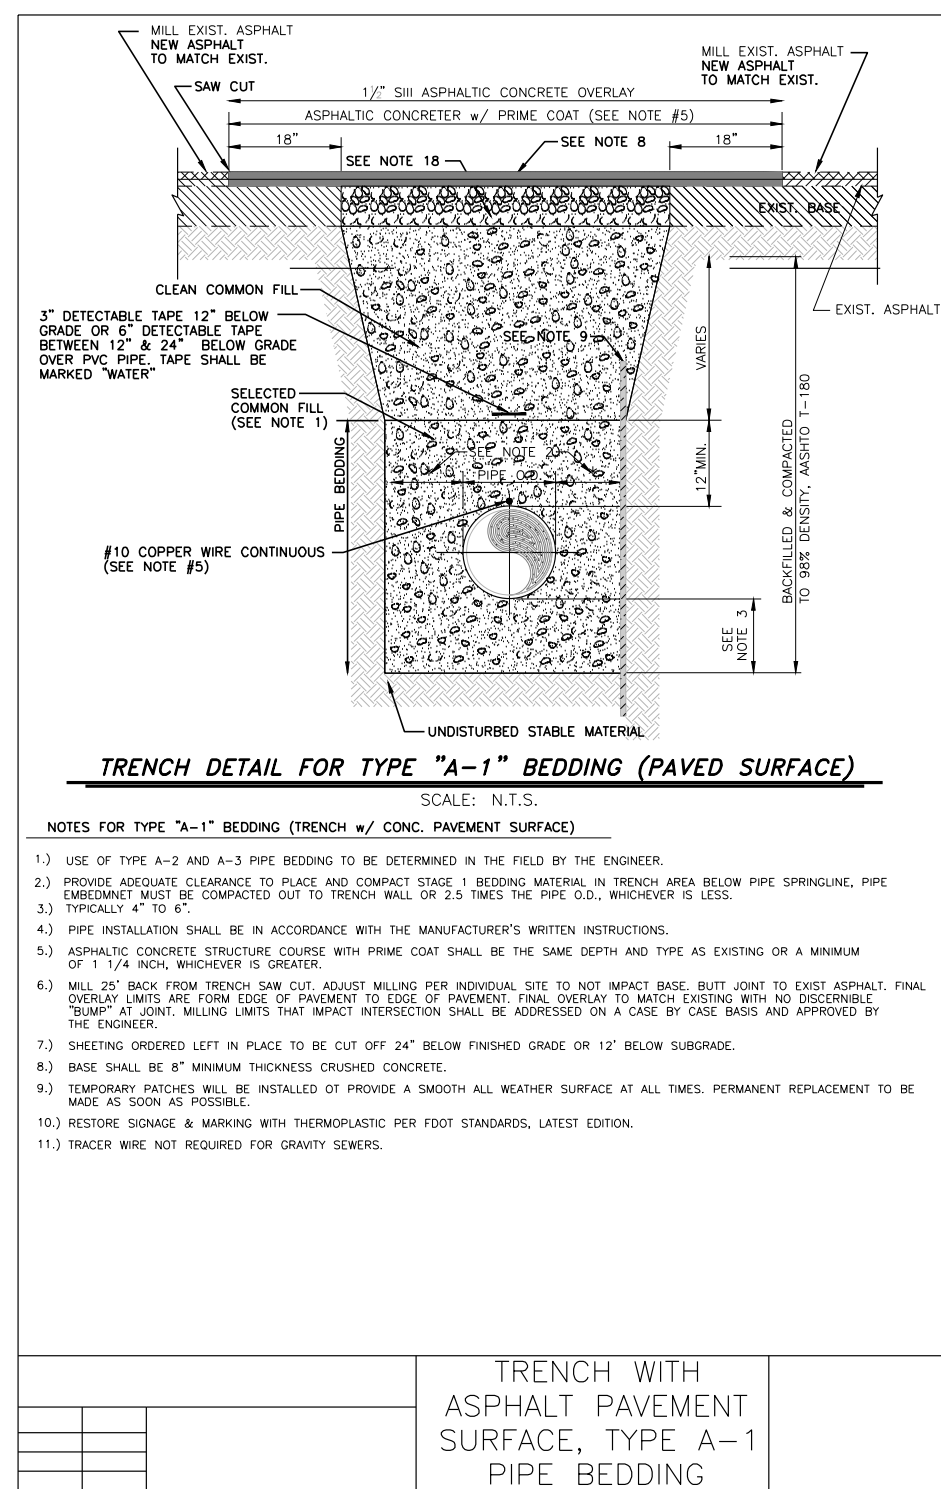 MILL EXIST. ASPHALT
NEW ASPHALT
TO MATCH EXIST.
MILL EXIST. ASPHALT
NEW ASPHALT
TO MATCH EXIST.
SAW CUT
1 1/2" SIII ASPHALTIC CONCRETE OVERLAY
ASPHALTIC CONCRETER w/ PRIME COAT (SEE NOTE #5)
18"
SEE NOTE 8
18"
SEE NOTE 18
EXIST. BASE
CLEAN COMMON FILL
EXIST. ASPHALT
3" DETECTABLE TAPE 12" BELOW
GRADE OR 6" DETECTABLE TAPE
BETWEEN 12" & 24" BELOW GRADE
OVER PVC PIPE. TAPE SHALL BE
MARKED "WATER"
SEE NOTE 9
VARIES
SELECTED
COMMON FILL
(SEE NOTE 1)
PIPE BEDDING
SEE NOTE 2
PIPE O.D.
12"MIN.
BACKFILLED & COMPACTED
TO 98% DENSITY, AASHTO T-180
#10 COPPER WIRE CONTINUOUS
(SEE NOTE #5)
SEE
NOTE 3
UNDISTURBED STABLE MATERIAL
TRENCH DETAIL FOR TYPE "A-1" BEDDING (PAVED SURFACE)
SCALE: N.T.S.
NOTES FOR TYPE "A-1" BEDDING (TRENCH w/ CONC. PAVEMENT SURFACE)
1.) USE OF TYPE A-2 AND A-3 PIPE BEDDING TO BE DETERMINED IN THE FIELD BY THE ENGINEER.
2.) PROVIDE ADEQUATE CLEARANCE TO PLACE AND COMPACT STAGE 1 BEDDING MATERIAL IN TRENCH AREA BELOW PIPE SPRINGLINE, PIPE
EMBEDMNET MUST BE COMPACTED OUT TO TRENCH WALL OR 2.5 TIMES THE PIPE O.D., WHICHEVER IS LESS.
3.) TYPICALLY 4" TO 6".
4.) PIPE INSTALLATION SHALL BE IN ACCORDANCE WITH THE MANUFACTURER'S WRITTEN INSTRUCTIONS.
5.) ASPHALTIC CONCRETE STRUCTURE COURSE WITH PRIME COAT SHALL BE THE SAME DEPTH AND TYPE AS EXISTING OR A MINIMUM
OF 1 1/4 INCH, WHICHEVER IS GREATER.
6.) MILL 25' BACK FROM TRENCH SAW CUT. ADJUST MILLING PER INDIVIDUAL SITE TO NOT IMPACT BASE. BUTT JOINT TO EXIST ASPHALT. FINAL
OVERLAY LIMITS ARE FORM EDGE OF PAVEMENT TO EDGE OF PAVEMENT. FINAL OVERLAY TO MATCH EXISTING WITH NO DISCERNIBLE
"BUMP" AT JOINT. MILLING LIMITS THAT IMPACT INTERSECTION SHALL BE ADDRESSED ON A CASE BY CASE BASIS AND APPROVED BY
THE ENGINEER.
7.) SHEETING ORDERED LEFT IN PLACE TO BE CUT OFF 24" BELOW FINISHED GRADE OR 12' BELOW SUBGRADE.
8.) BASE SHALL BE 8" MINIMUM THICKNESS CRUSHED CONCRETE.
9.) TEMPORARY PATCHES WILL BE INSTALLED OT PROVIDE A SMOOTH ALL WEATHER SURFACE AT ALL TIMES. PERMANENT REPLACEMENT TO BE
MADE AS SOON AS POSSIBLE.
10.) RESTORE SIGNAGE & MARKING WITH THERMOPLASTIC PER FDOT STANDARDS, LATEST EDITION.
11.) TRACER WIRE NOT REQUIRED FOR GRAVITY SEWERS.
TRENCH WITH
ASPHALT PAVEMENT
SURFACE, TYPE A-1
PIPE BEDDING